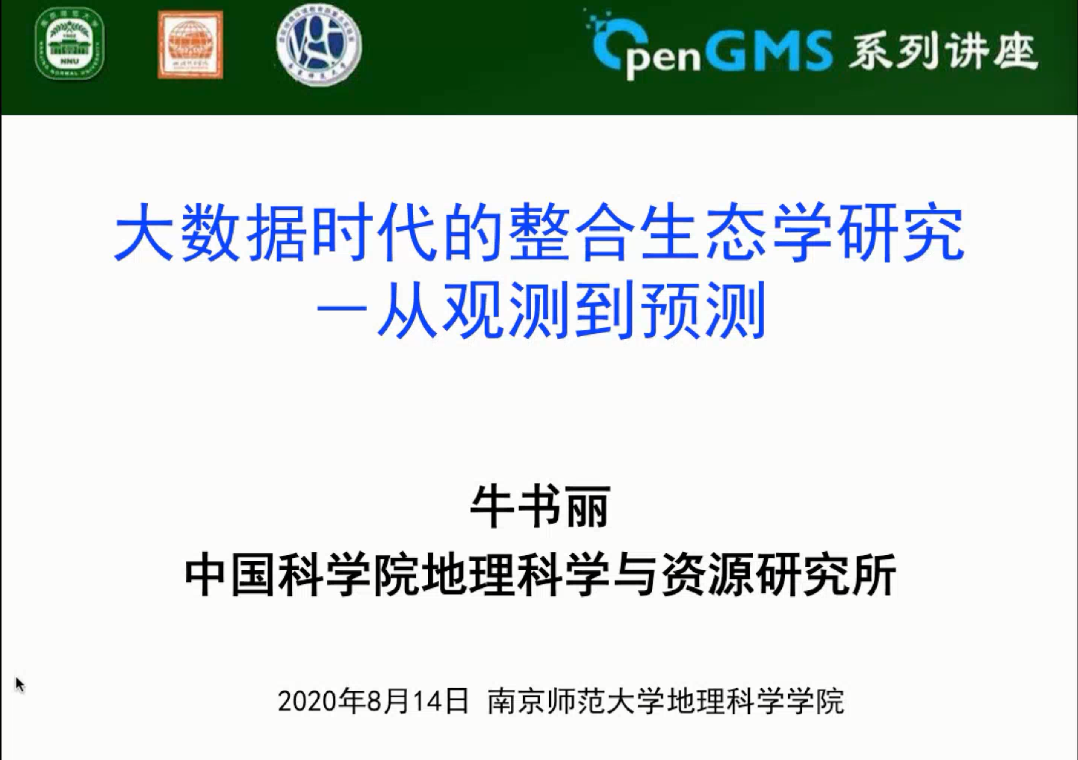 NNU
OpenGMS 系列讲座
大数据时代的整合生态学研究
－从观测到预测
牛书丽
中国科学院地理科学与资源研究所
2020年8月14日 南京师范大学地理科学学院